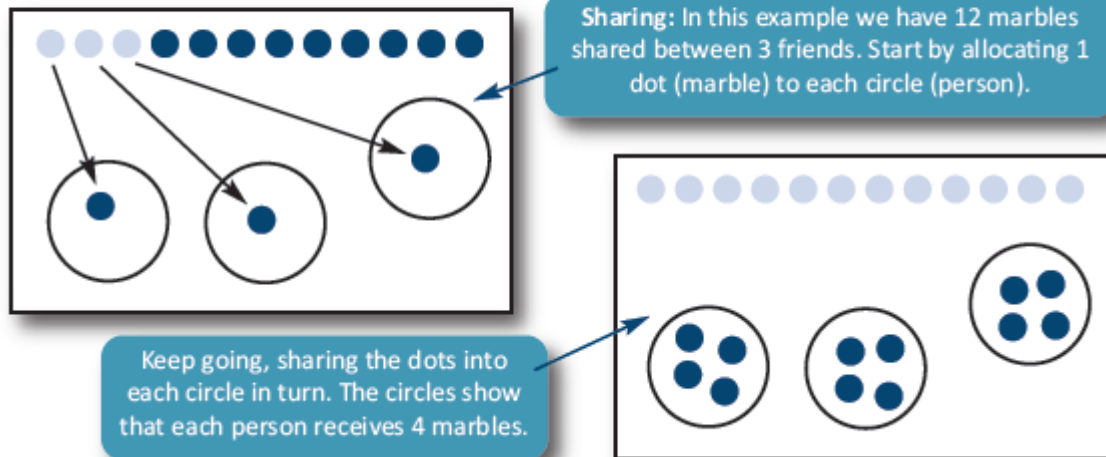 Sharing: In this example we have 12 marbles
shared between 3 friends. Start by allocating 1
dot (marble) to each circle (person).
Keep going, sharing the dots into
each circle in turn. The circles show
that each person receives 4 marbles.